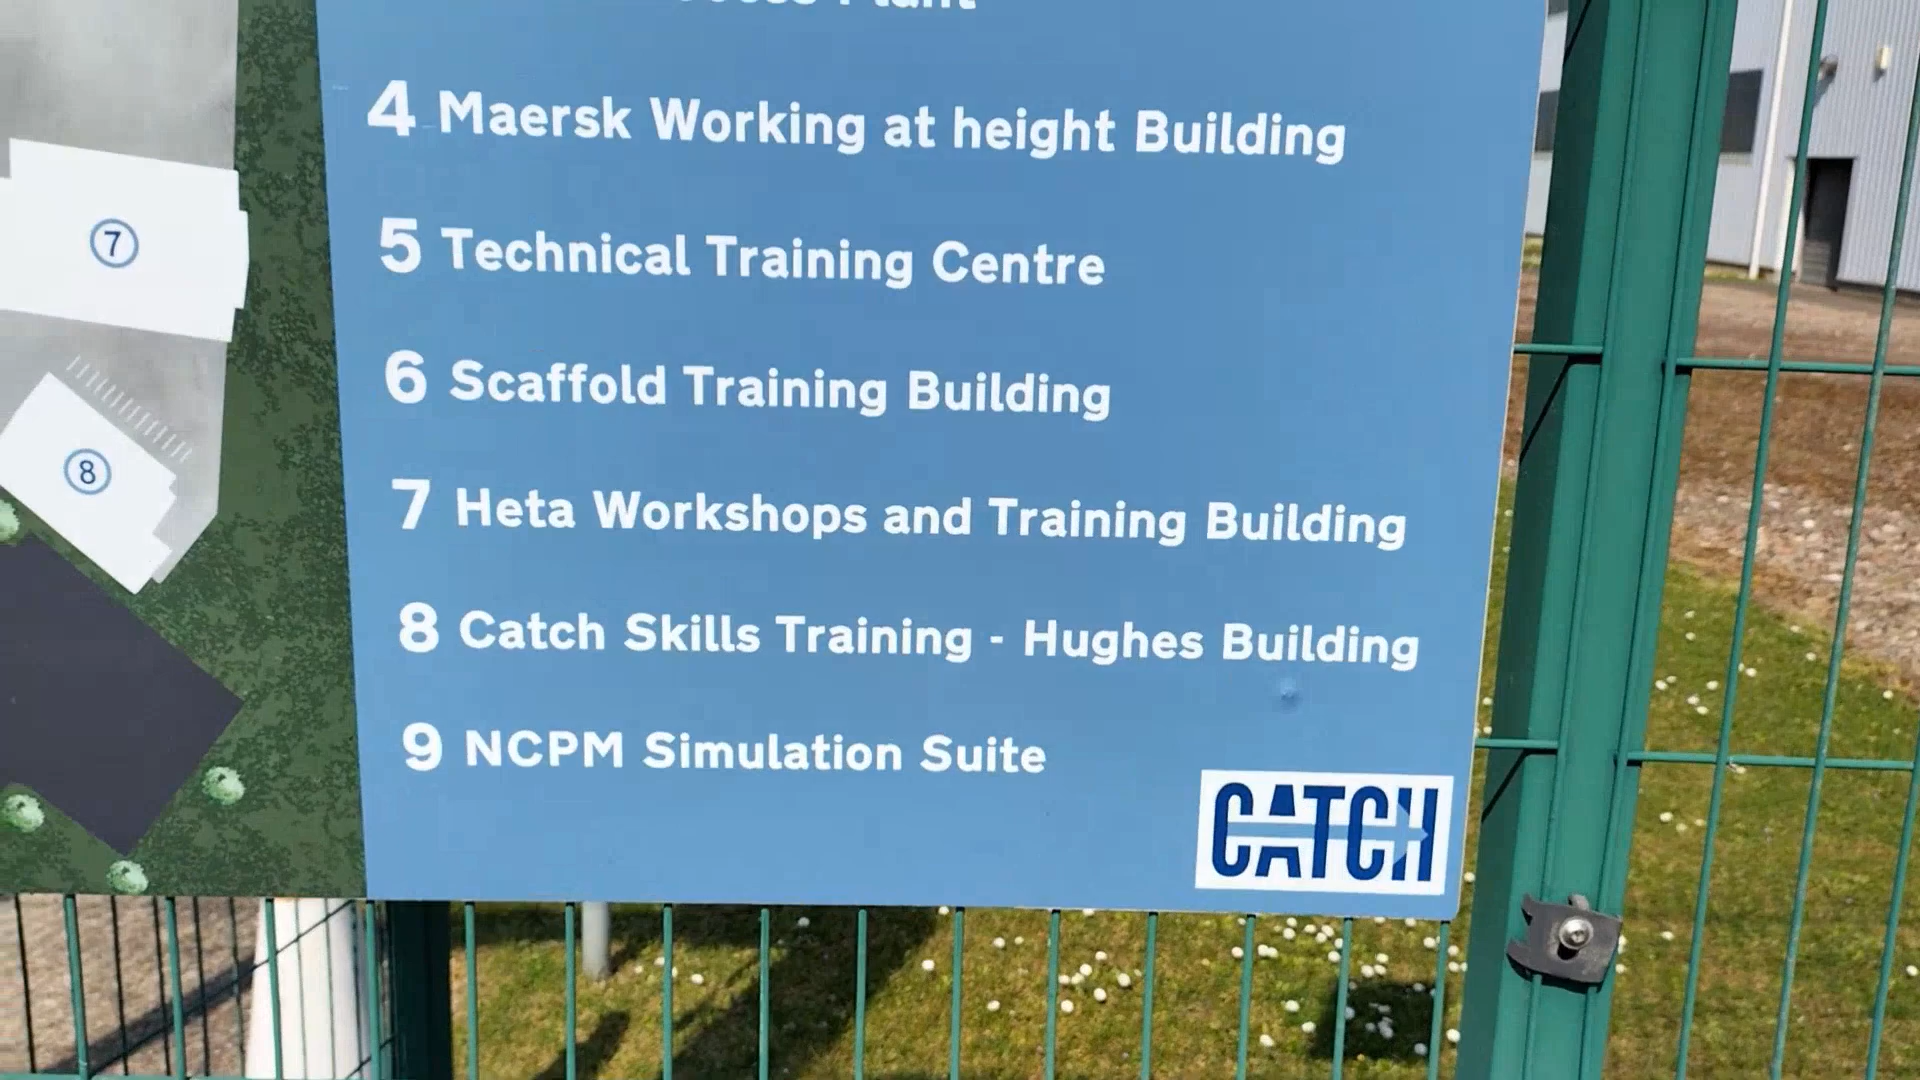 Plant
4 Maersk Working at height Building
5 Technical Training Centre
6 Scaffold Training Building
7 Heta Workshops and Training Building
8 Catch Skills Training - Hughes Building
9 NCPM Simulation Suite
CATCH
7
8